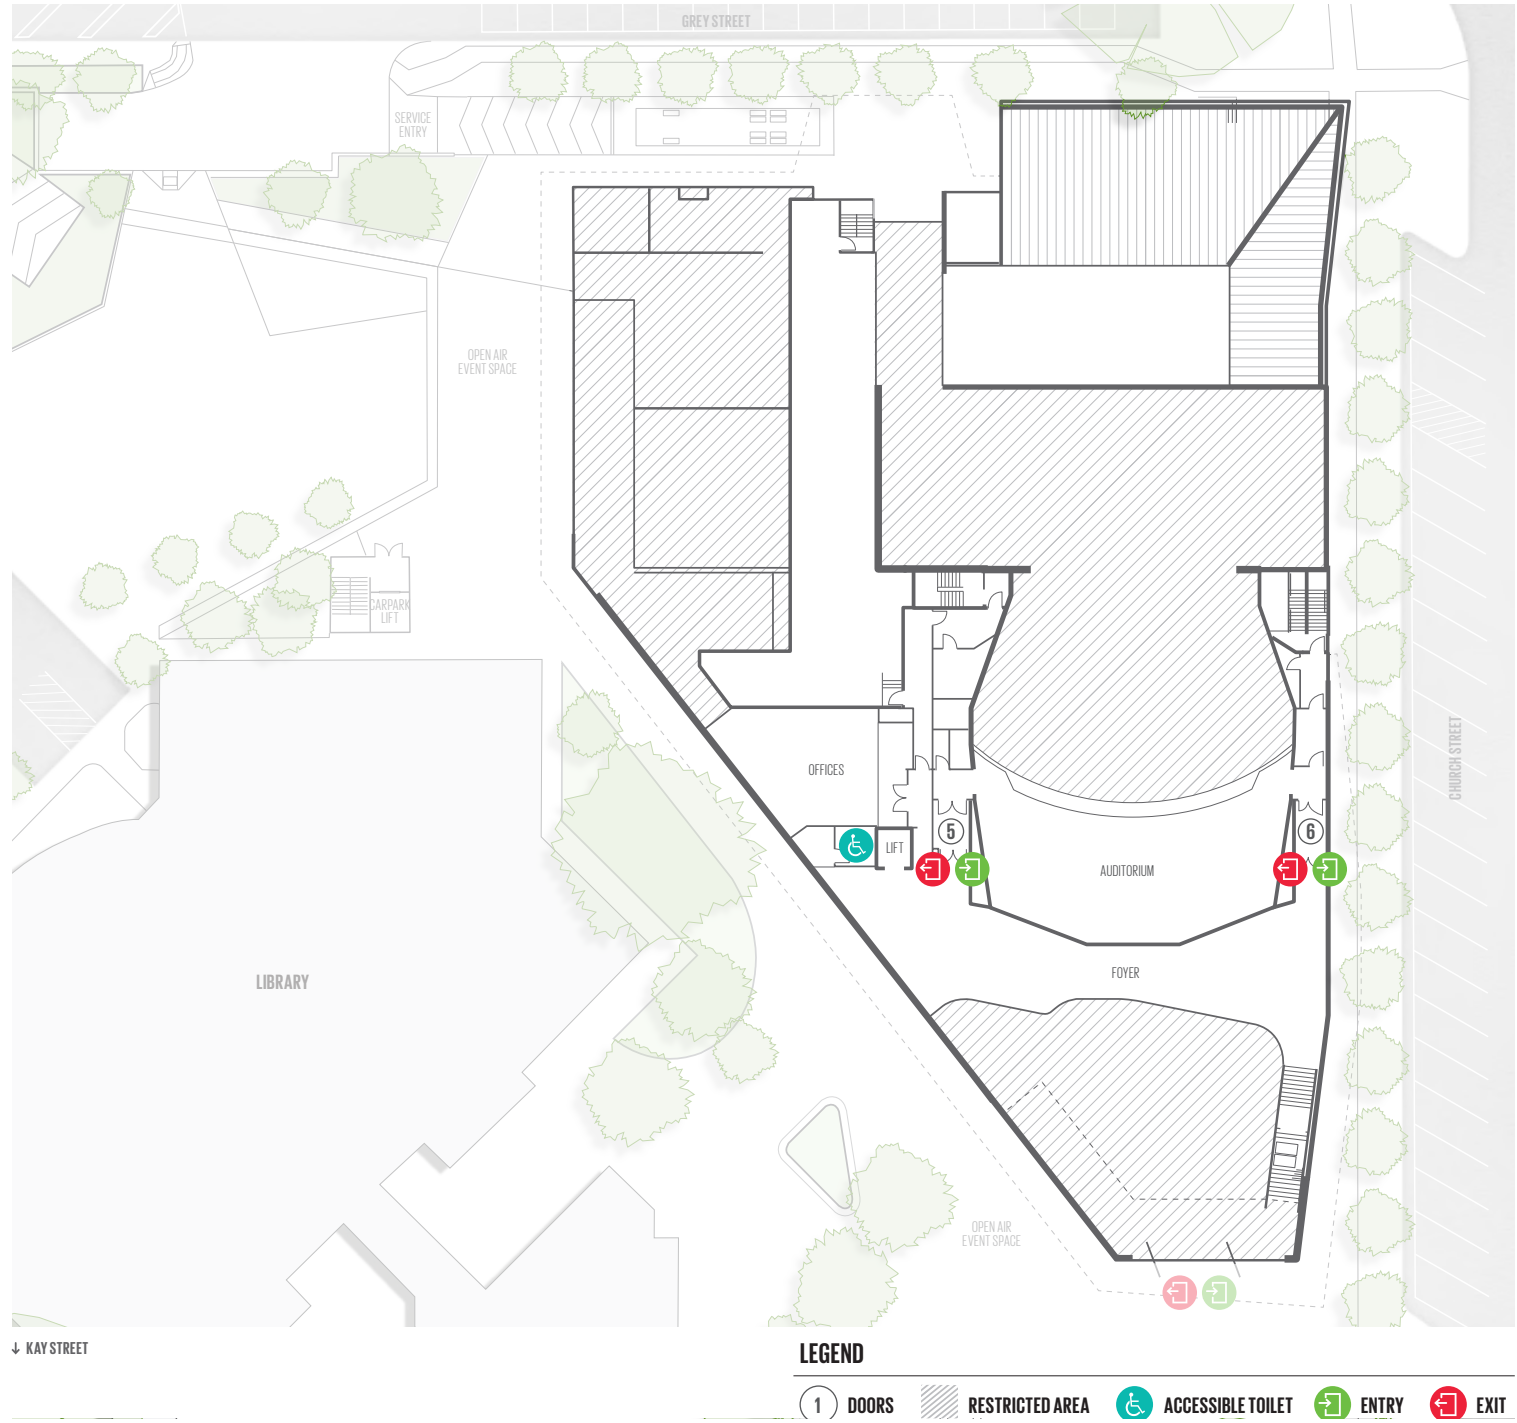 GREY STREET
SERVICE
ENTRY
OPEN AIR
EVENT SPACE
CARPARK
LIFT
CHURCH STREET
OFFICES
5
6
LIFT
AUDITORIUM
FOYER
LIBRARY
OPEN AIR
EVENT SPACE
↓ KAY STREET
LEGEND
1 DOORS RESTRICTED AREA ACCESSIBLE TOILET ENTRY EXIT